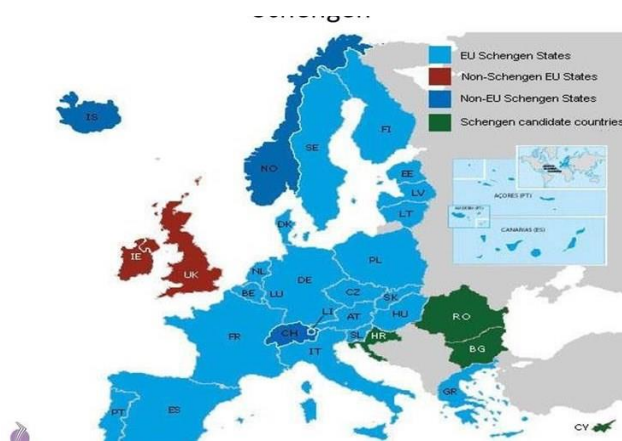 Schengen
EU Schengen States
Non-Schengen EU States
Non-EU Schengen States
Schengen candidate countries
IS
FI
SE
NO
EE
LV
LT
AÇORES (PT)
MADEIRA (PT)
CANARIAS (ES)
DK
IE
UK
NL
BE
LU
DE
PL
CZ
SK
LI
AT
HU
RO
FR
CH
SL
HR
IT
BG
GR
PT
ES
CY